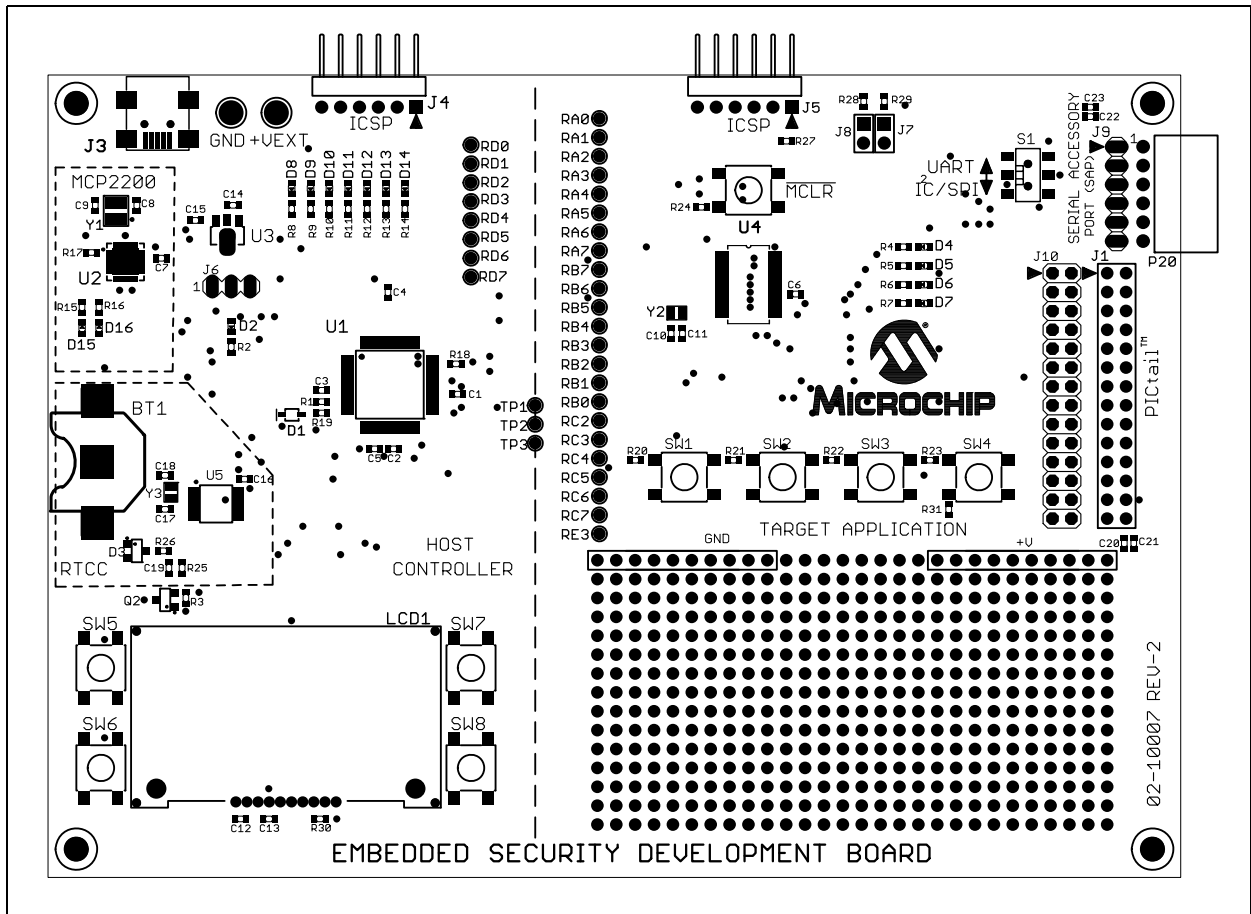 J3
GND
+VEXT
ICSP
J4
MCP2200
C9
C8
Y1
R17
U2
C7
R15
R16
D15
D16
C15
C14
U3
J6
1
D2
R2
D8
D9
D10
D11
D12
D13
D14
R8
R9
R10
R11
R12
R13
R14
RD0
RD1
RD2
RD3
RD4
RD5
RD6
RD7
C4
U1
R18
C3
R1
R19
C1
D1
C5
C2
TP1
TP2
TP3
BT1
C18
Y3
C17
U5
C16
D3
R26
C19
R25
RTCC
Q2
R3
HOST
CONTROLLER
LCD1
SW5
SW6
SW7
SW8
C12
C13
R30
RA0
RA1
RA2
RA3
RA4
RA5
RA6
RA7
RB7
RB6
RB5
RB4
RB3
RB2
RB1
RB0
RC2
RC3
RC4
RC5
RC6
RC7
RE3
ICSP
J5
R27
R28
R29
J8
J7
MCLR
R24
U4
C6
Y2
C10
C11
S1
UART
I²C/SPI
R4
D4
R5
D5
R6
D6
R7
D7
C23
C22
J9
1
SERIAL ACCESSORY
PORT (SAP)
P20
J10
J1
PICtail™
®
MICROCHIP
R20
SW1
R21
SW2
R22
SW3
R23
SW4
R31
TARGET APPLICATION
GND
+V
C20
C21
02-10007 REV-2
EMBEDDED SECURITY DEVELOPMENT BOARD